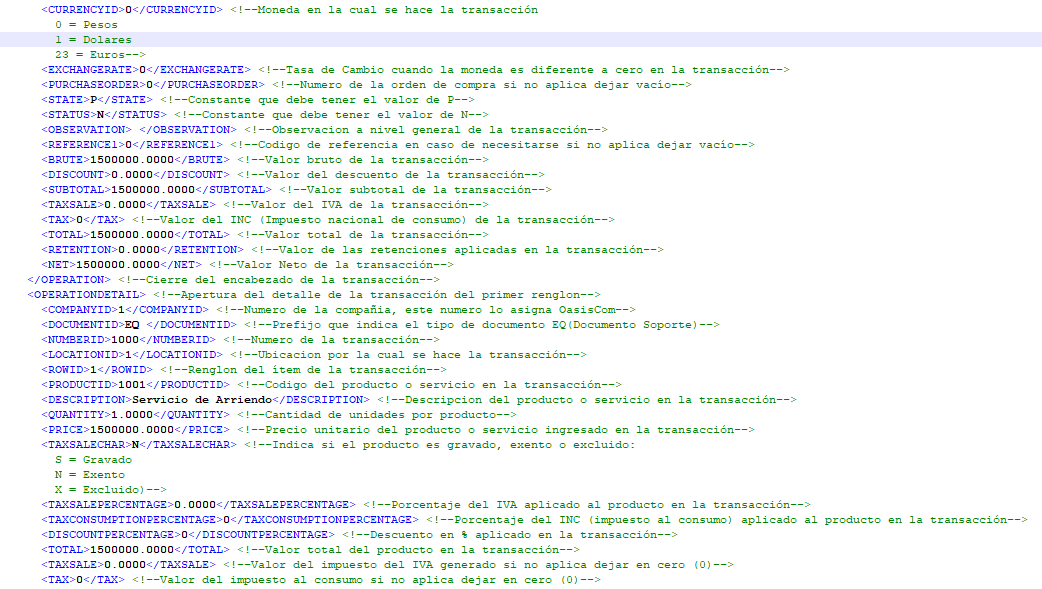 <CURRENCYID>0</CURRENCYID> <!--Moneda en la cual se hace la transacción
0 = Pesos
1 = Dolares
23 = Euros-->
<EXCHANGERATE>0</EXCHANGERATE> <!--Tasa de Cambio cuando la moneda es diferente a cero en la transacción-->
<PURCHASEORDER>0</PURCHASEORDER> <!--Numero de la orden de compra si no aplica dejar vacío-->
<STATE>P</STATE> <!--Constante que debe tener el valor de P-->
<STATUS>N</STATUS> <!--Constante que debe tener el valor de N-->
<OBSERVATION> </OBSERVATION> <!--Observacion a nivel general de la transacción-->
<REFERENCE1>0</REFERENCE1> <!--Codigo de referencia en caso de necesitarse si no aplica dejar vacío-->
<BRUTE>1500000.0000</BRUTE> <!--Valor bruto de la transacción-->
<DISCOUNT>0.0000</DISCOUNT> <!--Valor del descuento de la transacción-->
<SUBTOTAL>1500000.0000</SUBTOTAL> <!--Valor subtotal de la transacción-->
<TAXSALE>0.0000</TAXSALE> <!--Valor del IVA de la transacción-->
<TAX>0</TAX> <!--Valor del INC (Impuesto nacional de consumo) de la transacción-->
<TOTAL>1500000.0000</TOTAL> <!--Valor total de la transacción-->
<RETENTION>0.0000</RETENTION> <!--Valor de las retenciones aplicadas en la transacción-->
<NET>1500000.0000</NET> <!--Valor Neto de la transacción-->
</OPERATION> <!--Cierre del encabezado de la transacción-->
<OPERATIONDETAIL> <!--Apertura del detalle de la transacción del primer renglon-->
<COMPANYID>1</COMPANYID> <!--Numero de la compañia, este numero lo asigna OasisCom-->
<DOCUMENTID>EQ </DOCUMENTID> <!--Prefijo que indica el tipo de documento EQ(Documento Soporte)-->
<NUMBERID>1000</NUMBERID> <!--Numero de la transacción-->
<LOCATIONID>1</LOCATIONID> <!--Ubicacion por la cual se hace la transacción-->
<ROWID>1</ROWID> <!--Renglon del ítem de la transacción-->
<PRODUCTID>1001</PRODUCTID> <!--Codigo del producto o servicio en la transacción-->
<DESCRIPTION>Servicio de Arriendo</DESCRIPTION> <!--Descripcion del producto o servicio en la transacción-->
<QUANTITY>1.0000</QUANTITY> <!--Cantidad de unidades por producto-->
<PRICE>1500000.0000</PRICE> <!--Precio unitario del producto o servicio ingresado en la transacción-->
<TAXSALECHAR>N</TAXSALECHAR> <!--Indica si el producto es gravado, exento o excluido:
S = Gravado
N = Exento
X = Excluido)-->
<TAXSALEPERCENTAGE>0.0000</TAXSALEPERCENTAGE> <!--Porcentaje del IVA aplicado al producto en la transacción-->
<TAXCONSUMPTIONPERCENTAGE>0</TAXCONSUMPTIONPERCENTAGE> <!--Porcentaje del INC (impuesto al consumo) aplicado al producto en la transacción-->
<DISCOUNTPERCENTAGE>0</DISCOUNTPERCENTAGE> <!--Descuento en % aplicado en la transacción-->
<TOTAL>1500000.0000</TOTAL> <!--Valor total del producto en la transacción-->
<TAXSALE>0.0000</TAXSALE> <!--Valor del impuesto del IVA generado si no aplica dejar en cero (0)-->
<TAX>0</TAX> <!--Valor del impuesto al consumo si no aplica dejar en cero (0)-->